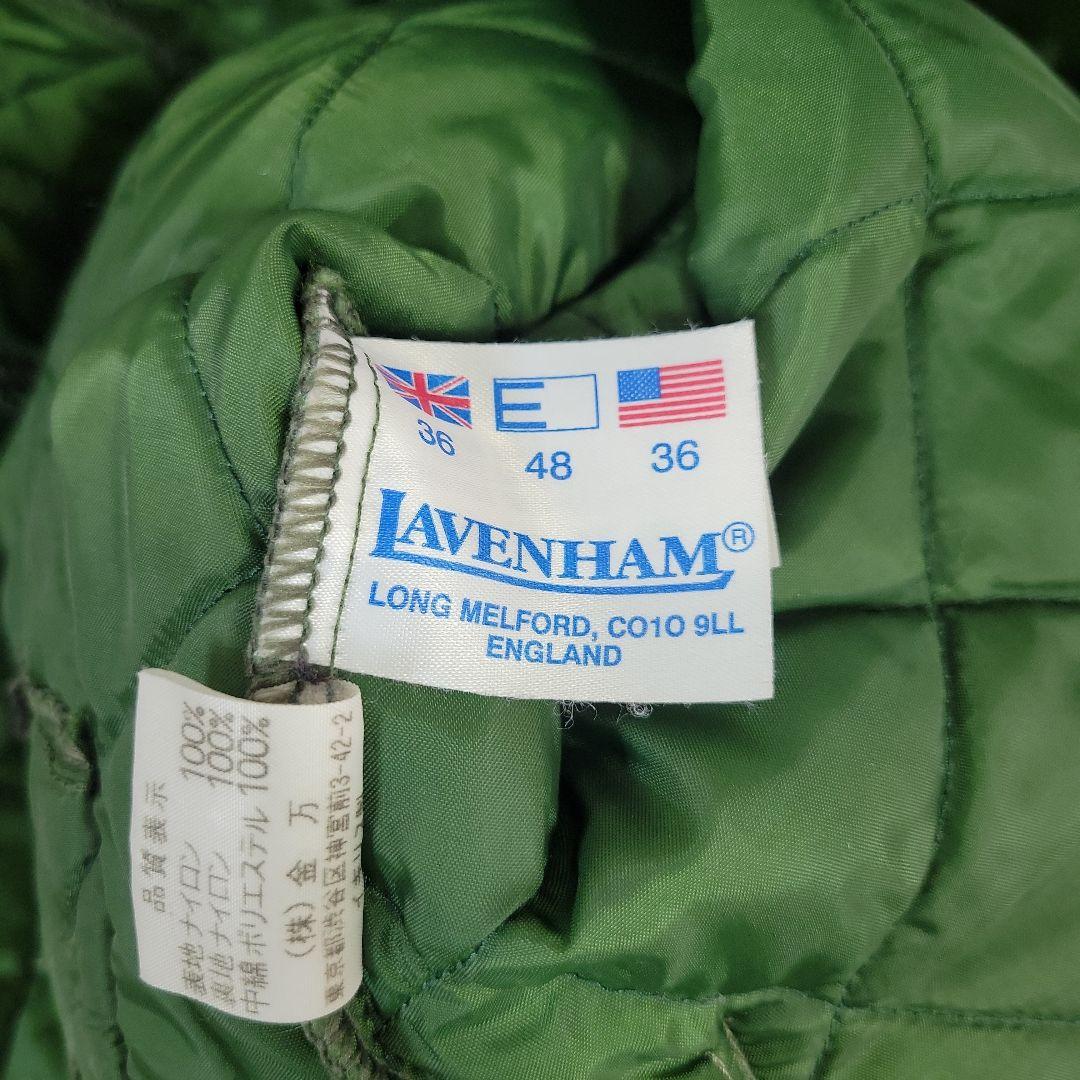 36
48
36
LAVENHAM®
LONG MELFORD, CO10 9LL
ENGLAND
品質表示
表地 ナイロン 100%
裏地 ナイロン 100%
中綿 ポリエステル 100%
(株) 金万
東京都渋谷区神宮前3-42-2